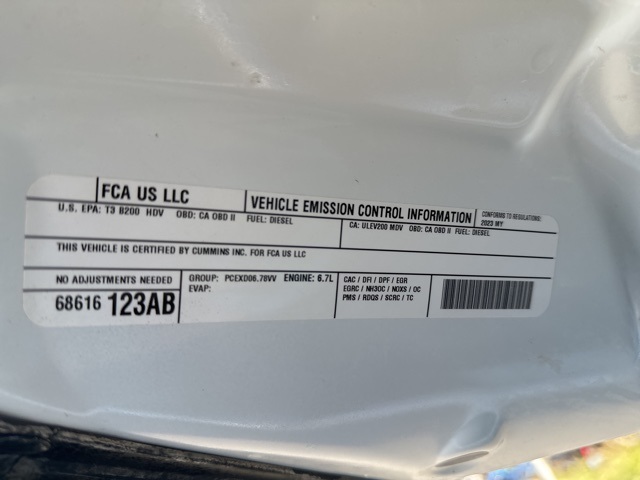 FCA US LLC
VEHICLE EMISSION CONTROL INFORMATION
CONFORMS TO REGULATIONS:
2023 MY
U.S. EPA: T3 B200 HDV OBD: CA OBD II FUEL: DIESEL
CA: ULEV200 MDV OBD: CA OBD II FUEL: DIESEL
THIS VEHICLE IS CERTIFIED BY CUMMINS INC. FOR FCA US LLC
NO ADJUSTMENTS NEEDED
68616 123AB
GROUP: PCEXD06.78VV ENGINE: 6.7L
EVAP:
CAC / DFI / DPF / EGR
EGRC / NH3OC / NOXS / OC
PMS / RDQS / SCRC / TC